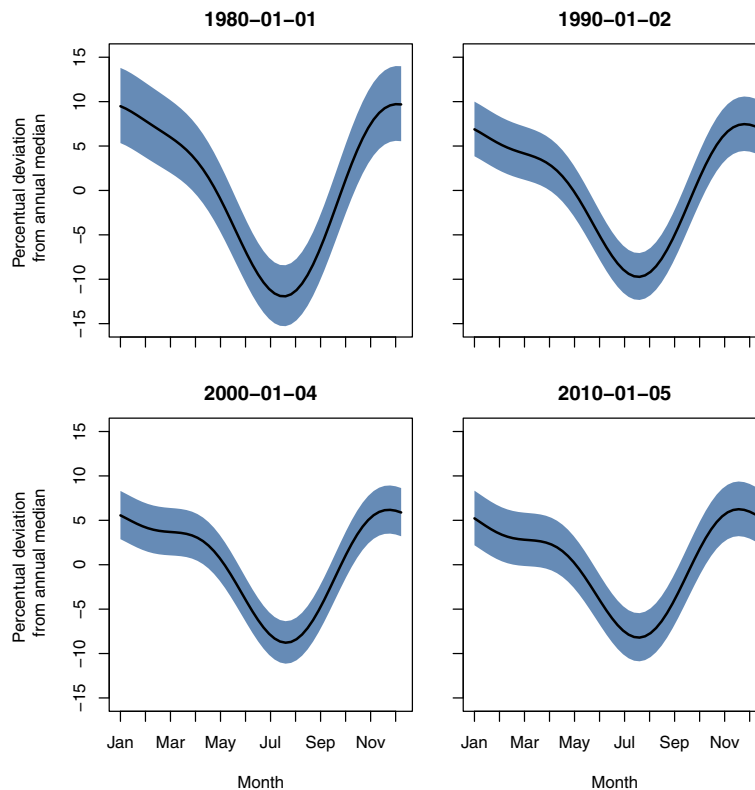 1980−01−01
1990−01−02
Percentual deviation
from annual median
15
10
5
0
−5
−10
−15
2000−01−04
2010−01−05
Percentual deviation
from annual median
15
10
5
0
−5
−10
−15
Jan Mar May Jul Sep Nov
Jan Mar May Jul Sep Nov
Month
Month